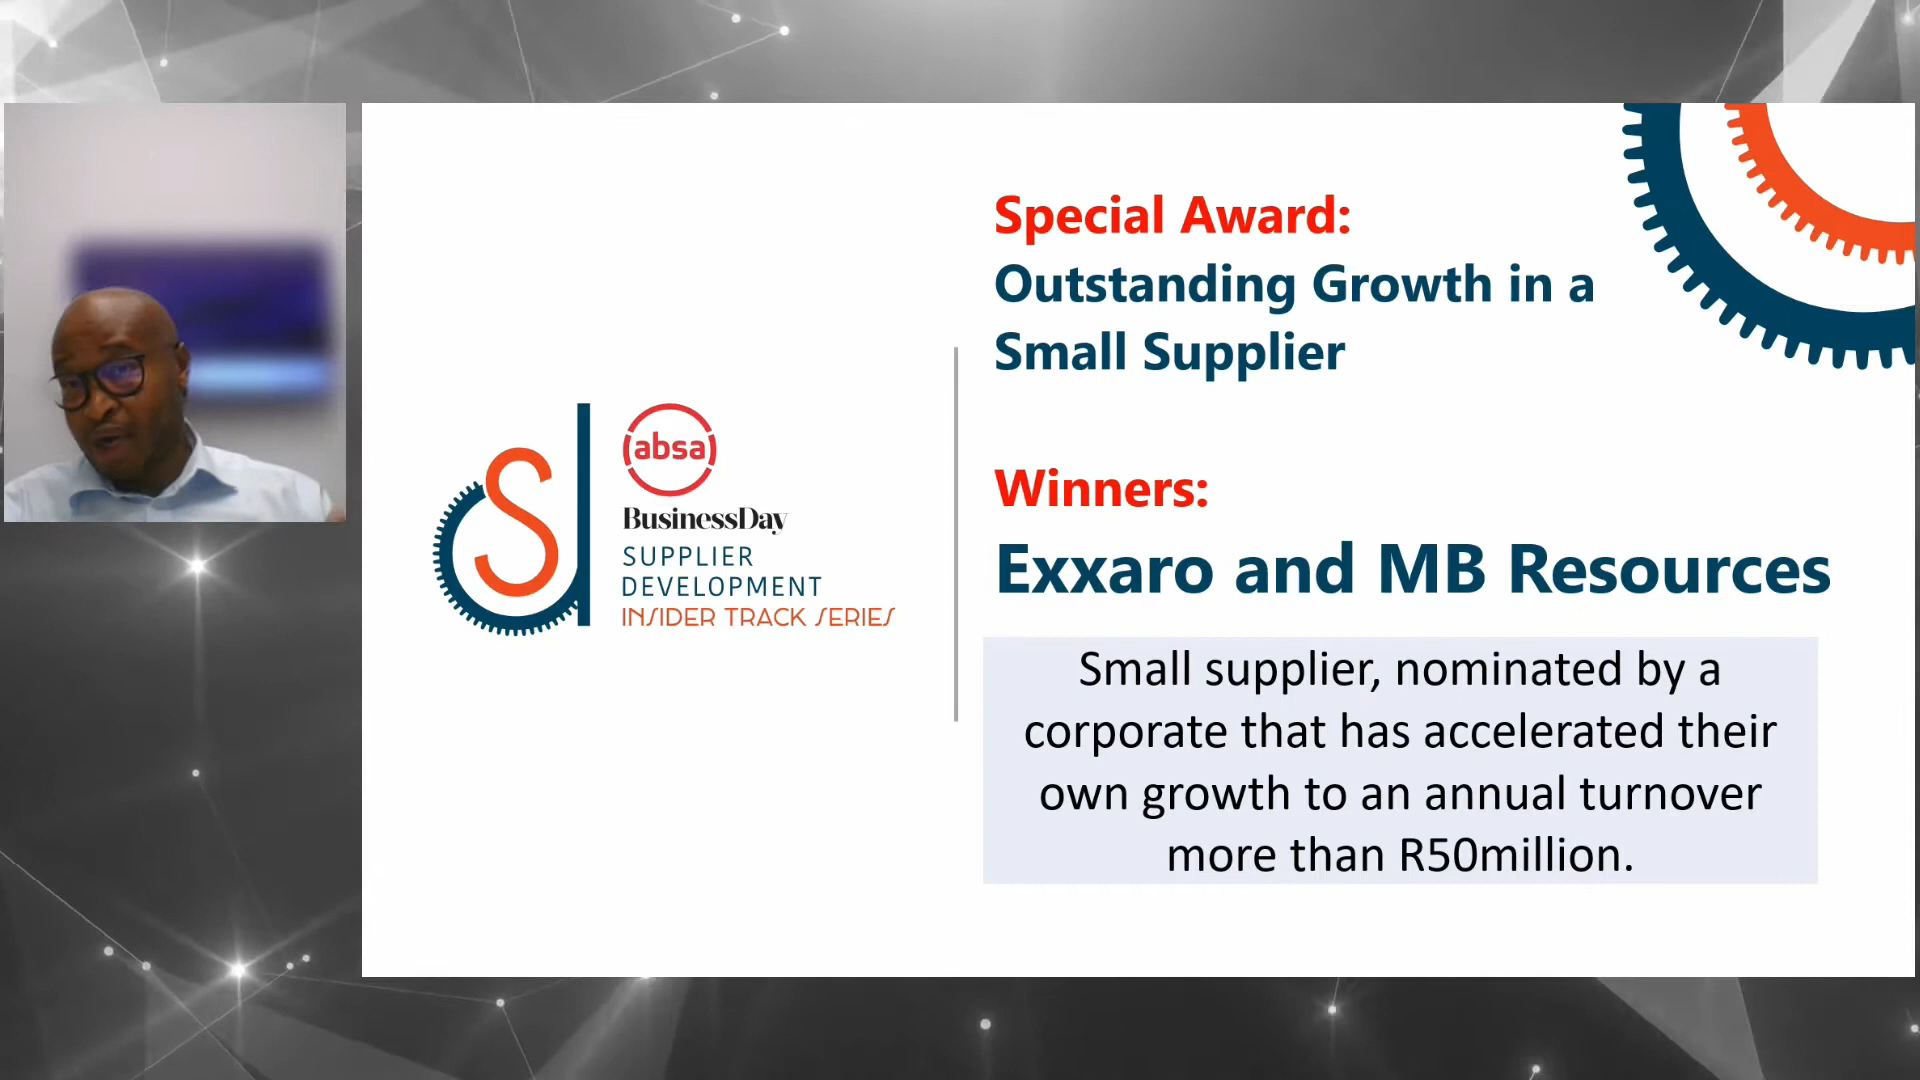 absa
BusinessDay
SUPPLIER
DEVELOPMENT
INSIDER TRACK SERIES
Special Award:
Outstanding Growth in a
Small Supplier
Winners:
Exxaro and MB Resources
Small supplier, nominated by a
corporate that has accelerated their
own growth to an annual turnover
more than R50million.